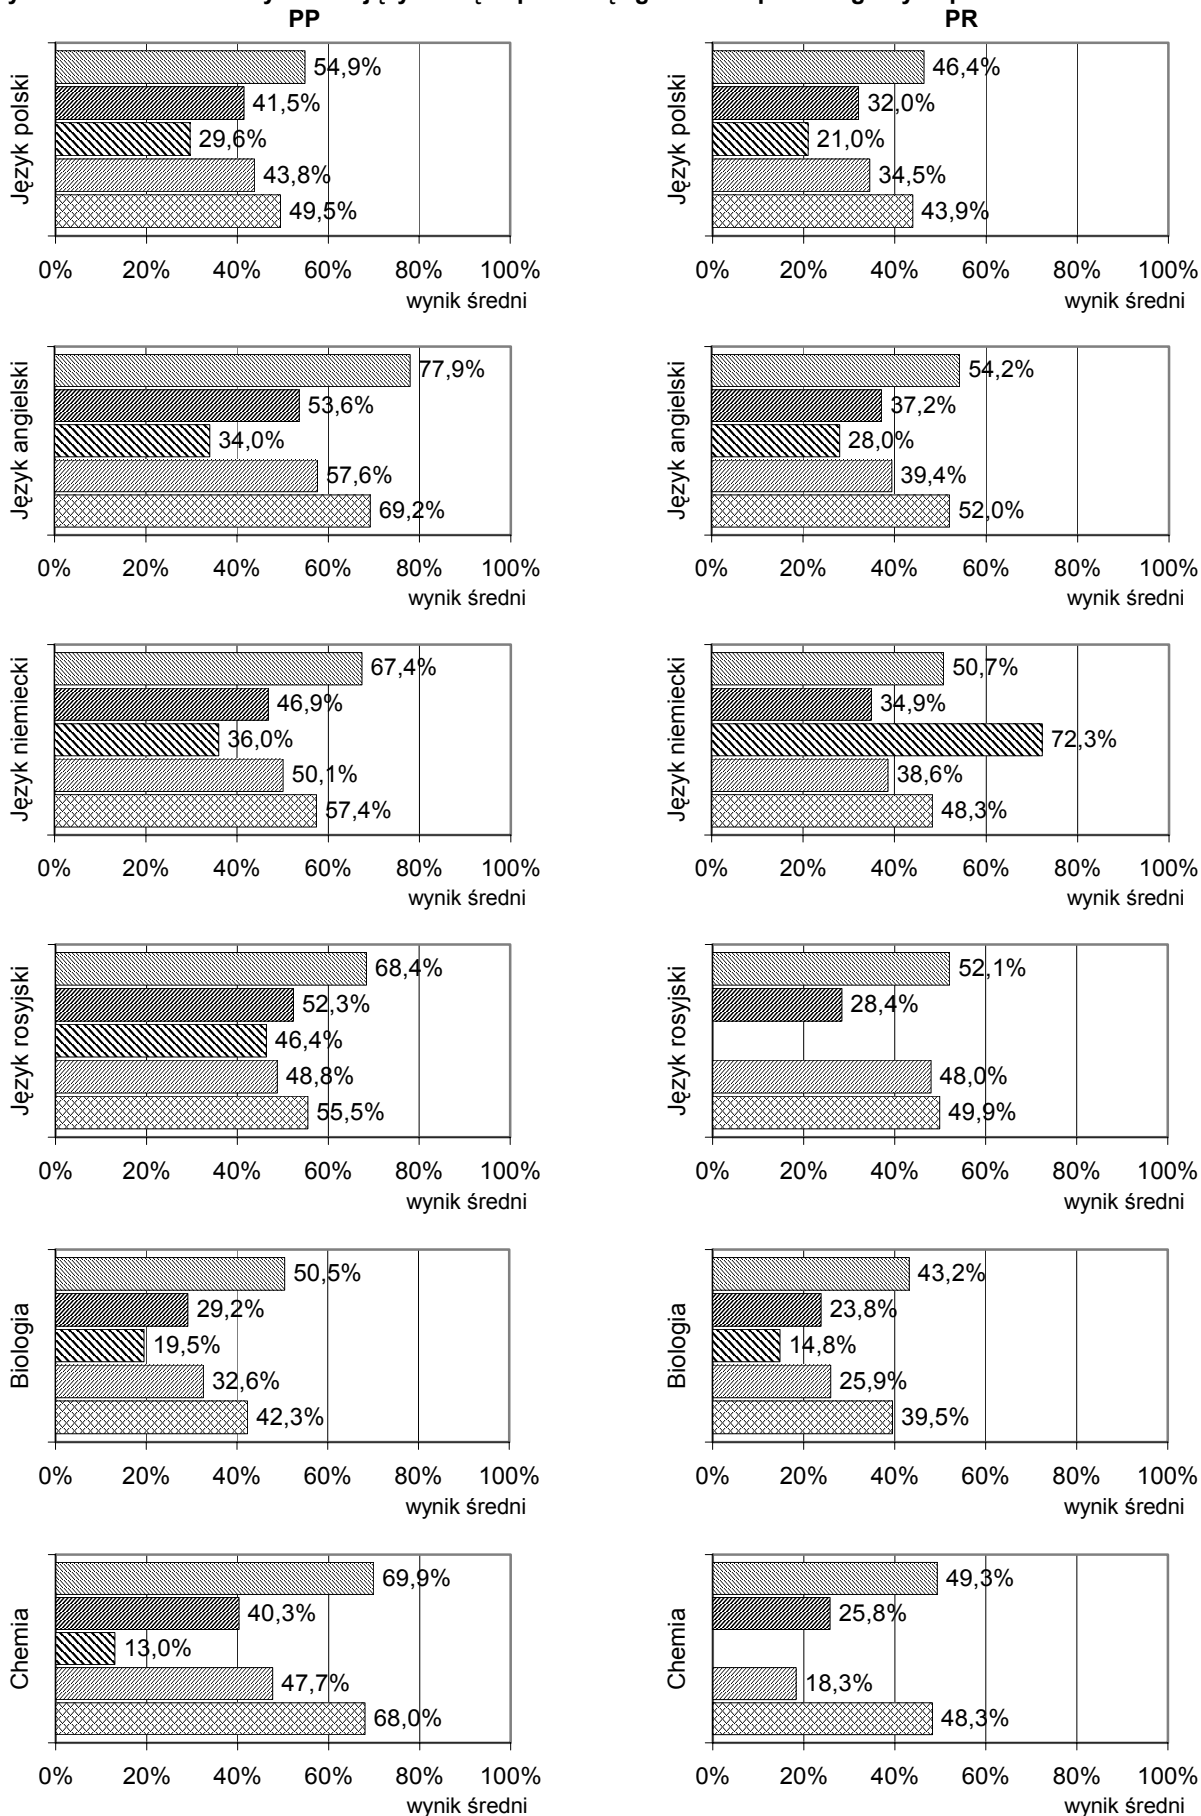 PP
PR
Język polski
54,9%
41,5%
29,6%
43,8%
49,5%
0% 20% 40% 60% 80% 100%
wynik średni
Język polski
46,4%
32,0%
21,0%
34,5%
43,9%
0% 20% 40% 60% 80% 100%
wynik średni
Język angielski
77,9%
53,6%
34,0%
57,6%
69,2%
0% 20% 40% 60% 80% 100%
wynik średni
Język angielski
54,2%
37,2%
28,0%
39,4%
52,0%
0% 20% 40% 60% 80% 100%
wynik średni
Język niemiecki
67,4%
46,9%
36,0%
50,1%
57,4%
0% 20% 40% 60% 80% 100%
wynik średni
Język niemiecki
50,7%
34,9%
72,3%
38,6%
48,3%
0% 20% 40% 60% 80% 100%
wynik średni
Język rosyjski
68,4%
52,3%
46,4%
48,8%
55,5%
0% 20% 40% 60% 80% 100%
wynik średni
Język rosyjski
52,1%
28,4%
48,0%
49,9%
0% 20% 40% 60% 80% 100%
wynik średni
Biologia
50,5%
29,2%
19,5%
32,6%
42,3%
0% 20% 40% 60% 80% 100%
wynik średni
Biologia
43,2%
23,8%
14,8%
25,9%
39,5%
0% 20% 40% 60% 80% 100%
wynik średni
Chemia
69,9%
40,3%
13,0%
47,7%
68,0%
0% 20% 40% 60% 80% 100%
wynik średni
Chemia
49,3%
25,8%
18,3%
48,3%
0% 20% 40% 60% 80% 100%
wynik średni